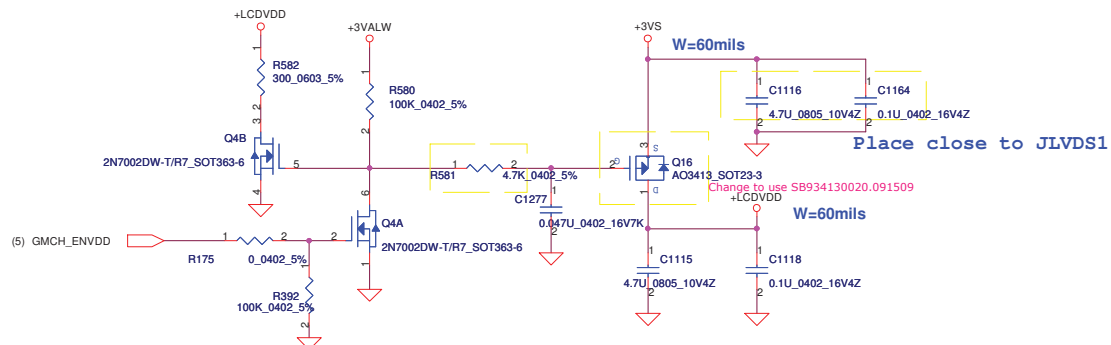 +LCDVDD
+3VALW
+3VS
W=60mils
1
R582
300_0603_5%
2
1
R580
100K_0402_5%
2
1
C1116
4.7U_0805_10V4Z
2
1
C1164
0.1U_0402_16V4Z
2
Place close to JLVDS1
3
Q4B
2N7002DW-T/R7_SOT363-6
5
4
1
2
R581
4.7K_0402_5%
3
S
G
2
Q16
AO3413_SOT23-3
D
1
Change to use SB934130020.091509
+LCDVDD
W=60mils
C1277
1
0.047U_0402_16V7K
2
6
Q4A
2
2N7002DW-T/R7_SOT363-6
1
(5) GMCH_ENVDD
1
2
R175
0_0402_5%
1
R392
100K_0402_5%
2
1
C1115
4.7U_0805_10V4Z
2
1
C1118
0.1U_0402_16V4Z
2